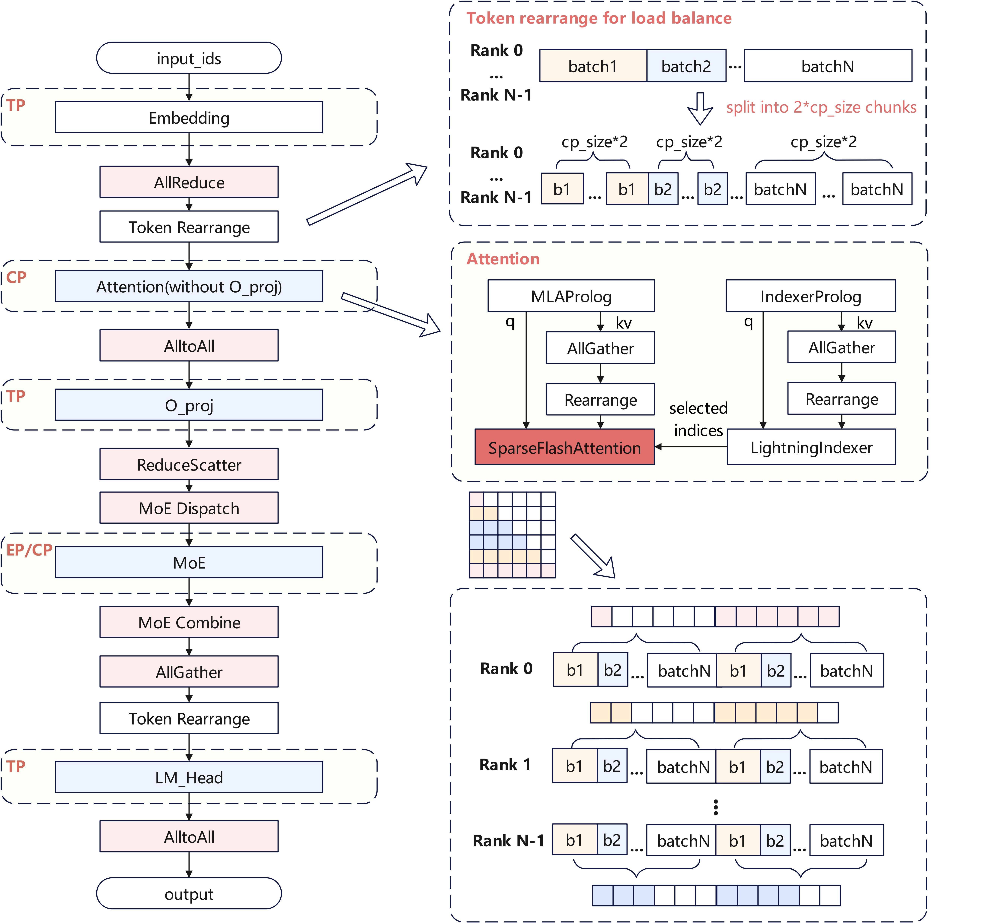 input_ids
TP
Embedding
AllReduce
Token Rearrange
CP
Attention(without O_proj)
AlltoAll
TP
O_proj
ReduceScatter
MoE Dispatch
EP/CP
MoE
MoE Combine
AllGather
Token Rearrange
TP
LM_Head
AlltoAll
output
Token rearrange for load balance
Rank 0
...
Rank N-1
batch1 batch2 ... batchN
split into 2*cp_size chunks
cp_size*2 cp_size*2 cp_size*2
Rank 0
...
Rank N-1
b1 ... b1 b2 ... b2 ... batchN ... batchN
Attention
MLAProlog IndexerProlog
q kv q kv
AllGather AllGather
Rearrange Rearrange
selected
indices
SparseFlashAttention LightningIndexer
Rank 0 b1 b2 ... batchN b1 b2 ... batchN
Rank 1 b1 b2 ... batchN b1 b2 ... batchN
...
Rank N-1 b1 b2 ... batchN b1 b2 ... batchN